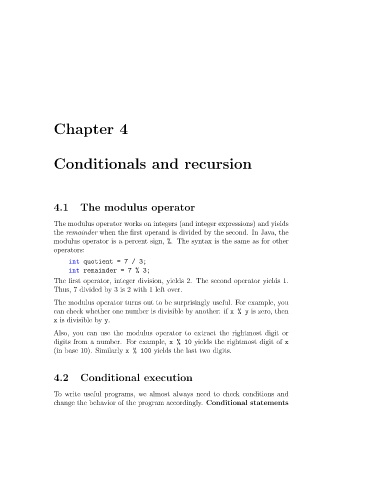 Chapter 4
Conditionals and recursion
4.1 The modulus operator
The modulus operator works on integers (and integer expressions) and yields
the remainder when the first operand is divided by the second. In Java, the
modulus operator is a percent sign, %. The syntax is the same as for other
operators:
int quotient = 7 / 3;
int remainder = 7 % 3;
The first operator, integer division, yields 2. The second operator yields 1.
Thus, 7 divided by 3 is 2 with 1 left over.
The modulus operator turns out to be surprisingly useful. For example, you
can check whether one number is divisible by another: if x % y is zero, then
x is divisible by y.
Also, you can use the modulus operator to extract the rightmost digit or
digits from a number. For example, x % 10 yields the rightmost digit of x
(in base 10). Similarly x % 100 yields the last two digits.
4.2 Conditional execution
To write useful programs, we almost always need to check conditions and
change the behavior of the program accordingly. Conditional statements